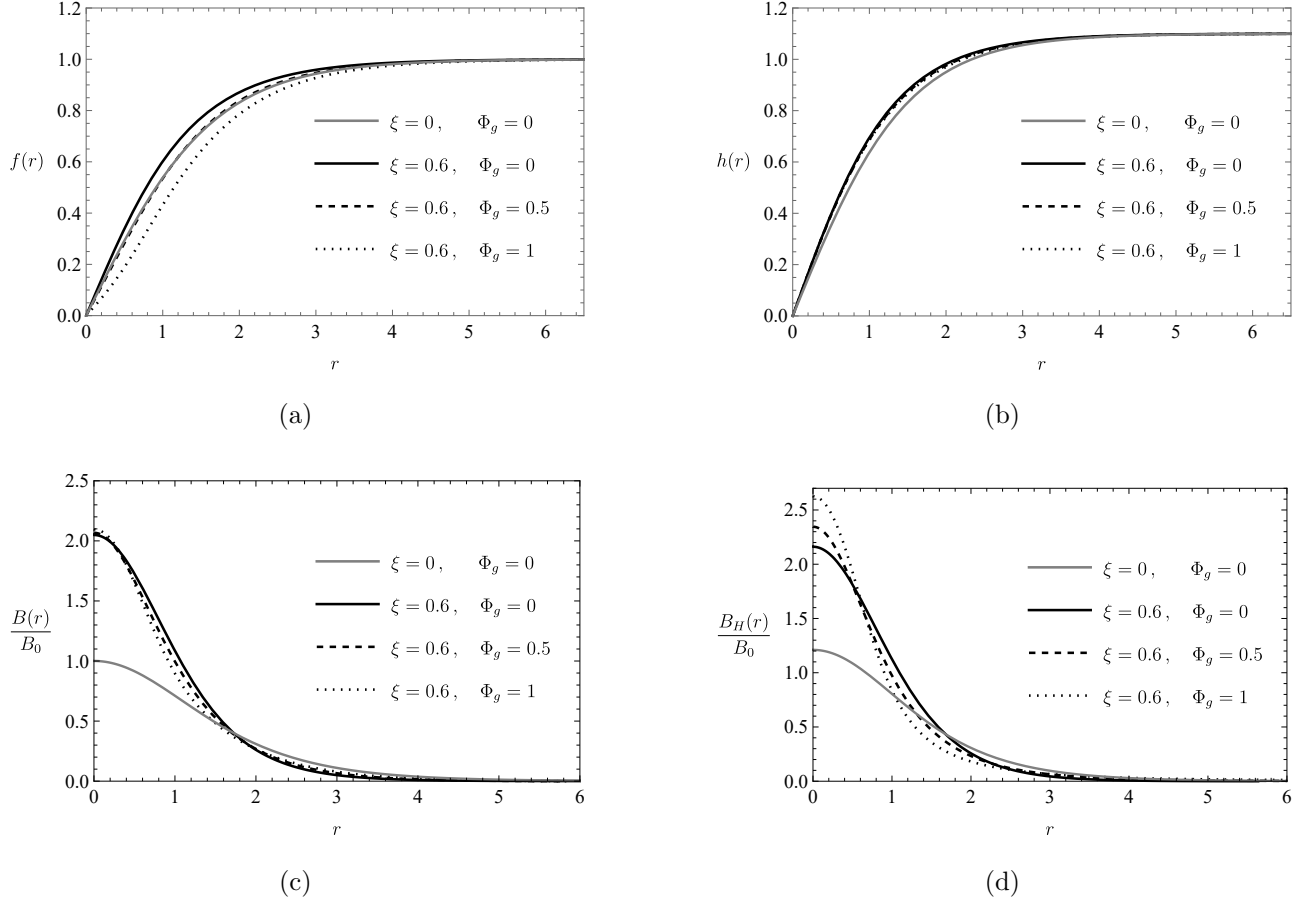 1.2
1.0
0.8
0.6
0.4
0.2
0.0
f(r)
ξ = 0 , Φg = 0
ξ = 0.6 , Φg = 0
ξ = 0.6 , Φg = 0.5
ξ = 0.6 , Φg = 1
0 1 2 3 4 5 6
r
(a)
1.2
1.0
0.8
0.6
0.4
0.2
0.0
h(r)
ξ = 0 , Φg = 0
ξ = 0.6 , Φg = 0
ξ = 0.6 , Φg = 0.5
ξ = 0.6 , Φg = 1
0 1 2 3 4 5 6
r
(b)
2.5
2.0
1.5
1.0
0.5
0.0
B(r)
B0
ξ = 0 , Φg = 0
ξ = 0.6 , Φg = 0
ξ = 0.6 , Φg = 0.5
ξ = 0.6 , Φg = 1
0 1 2 3 4 5 6
r
(c)
2.5
2.0
1.5
1.0
0.5
0.0
BH(r)
B0
ξ = 0 , Φg = 0
ξ = 0.6 , Φg = 0
ξ = 0.6 , Φg = 0.5
ξ = 0.6 , Φg = 1
0 1 2 3 4 5 6
r
(d)